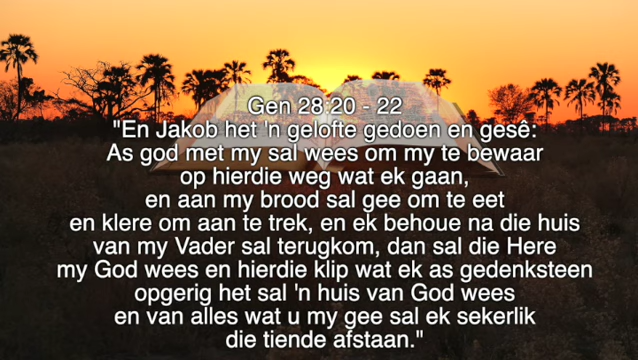 Gen 28:20 - 22
"En Jakob het 'n gelofte gedoen en gesê:
As god met my sal wees om my te bewaar
op hierdie weg wat ek gaan,
en aan my brood sal gee om te eet
en klere om aan te trek, en ek behoue na die huis
van my Vader sal terugkom, dan sal die Here
my God wees en hierdie klip wat ek as gedenksteen
opgerig het sal 'n huis van God wees
en van alles wat u my gee sal ek sekerlik
die tiende afstaan."